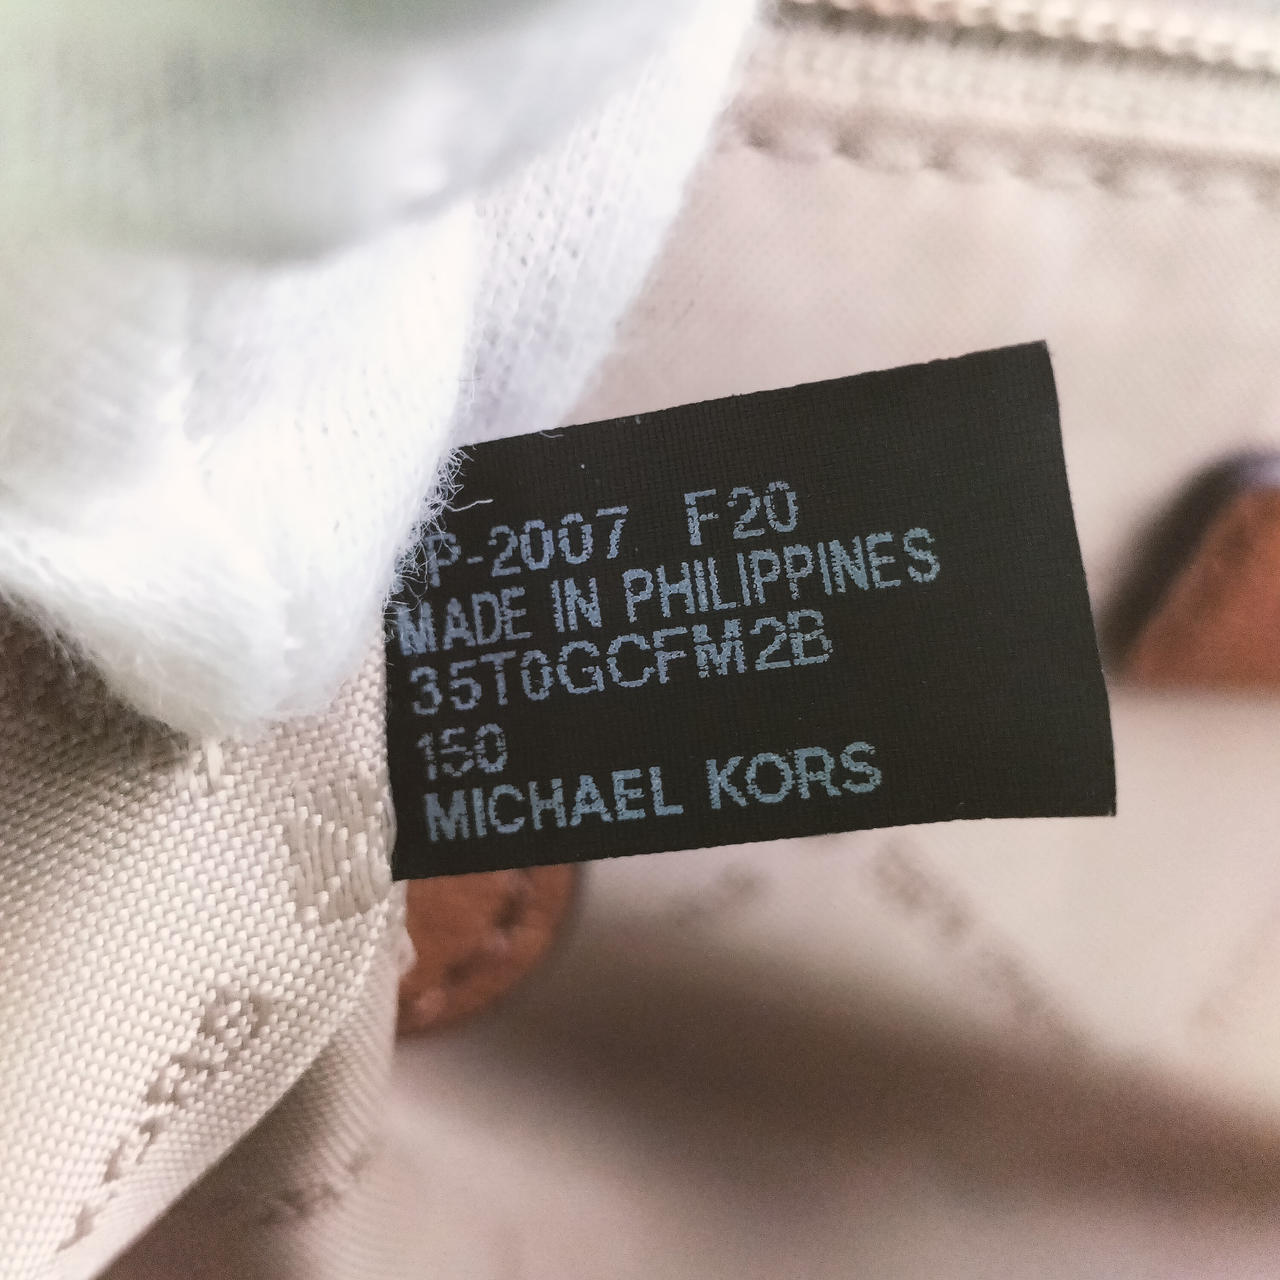 P-2007 F20
MADE IN PHILIPPINES
35T0GCFM2B
150
MICHAEL KORS